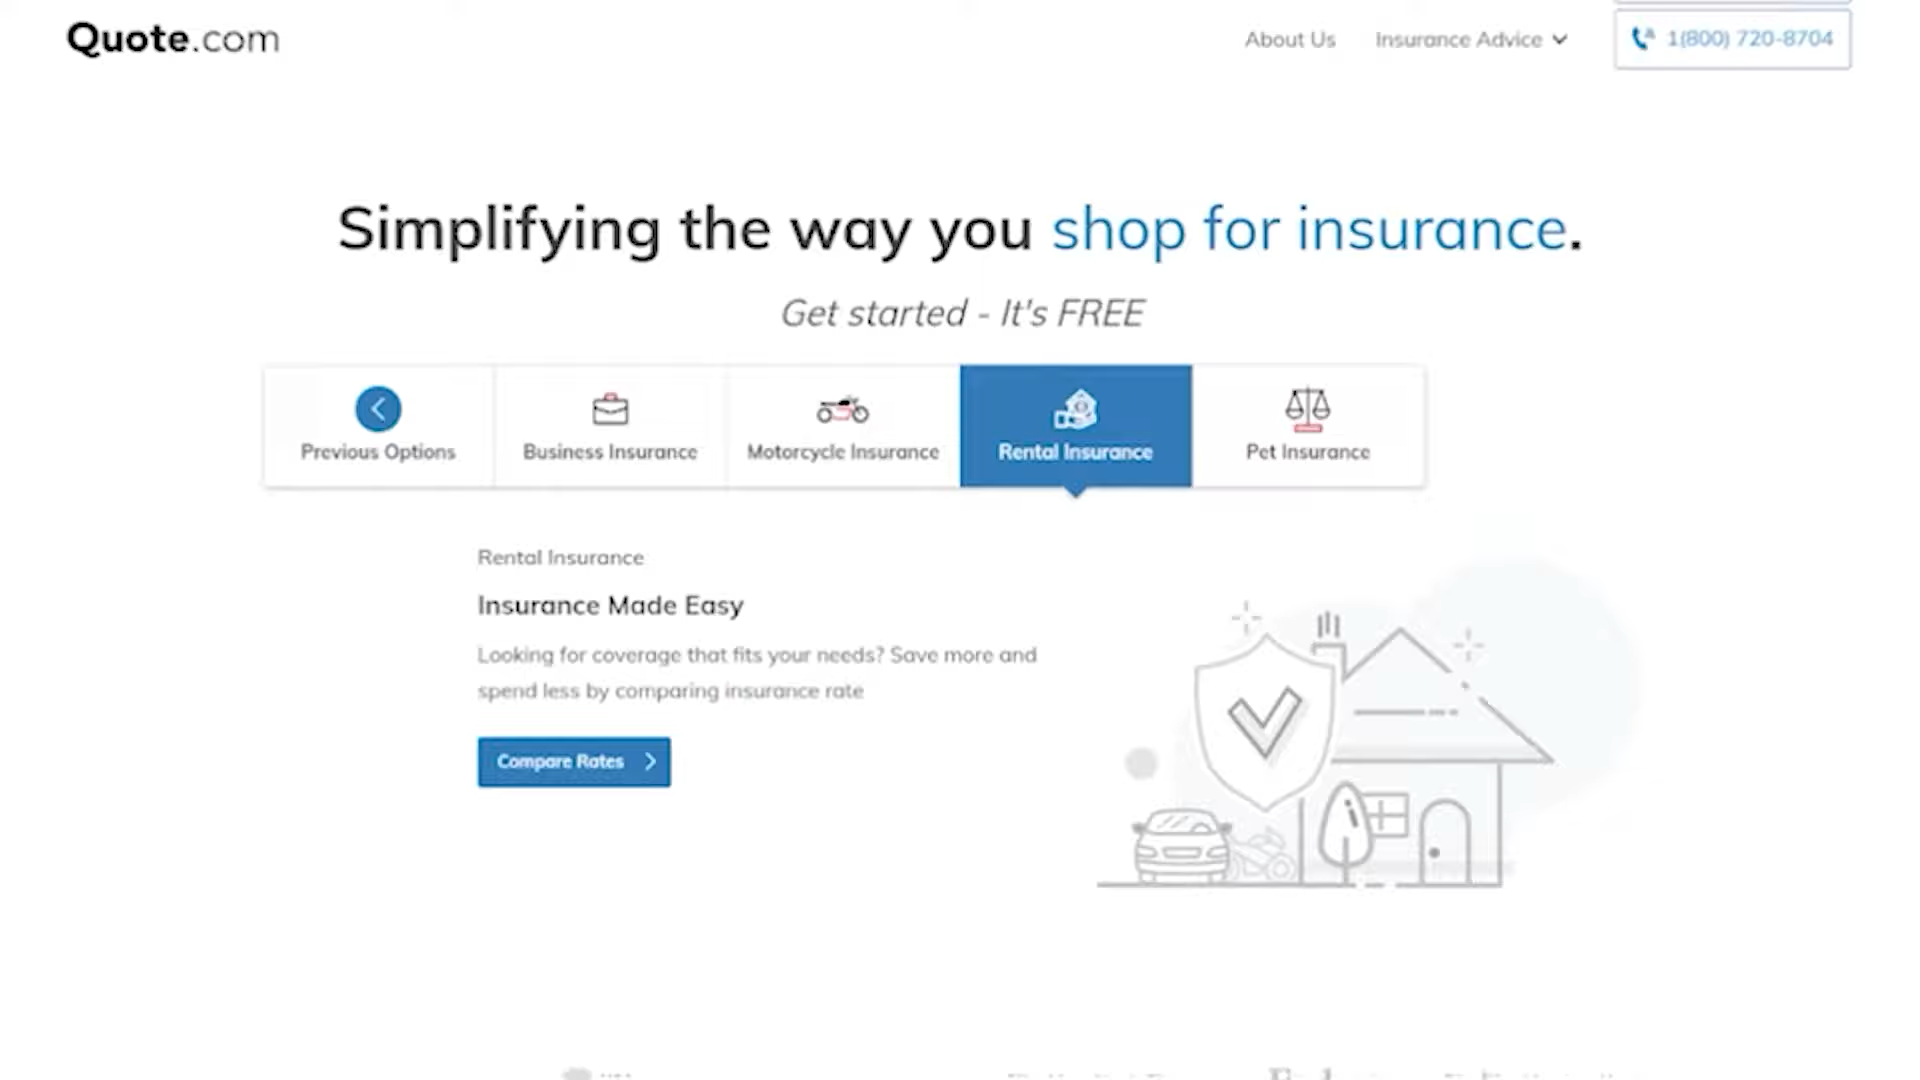 Quote.com
About Us
Insurance Advice
1(800) 720-8704
Simplifying the way you shop for insurance.
Get started - It's FREE
Previous Options
Business Insurance
Motorcycle Insurance
Rental Insurance
Pet Insurance
Rental Insurance
Insurance Made Easy
Looking for coverage that fits your needs? Save more and
spend less by comparing insurance rate
Compare Rates